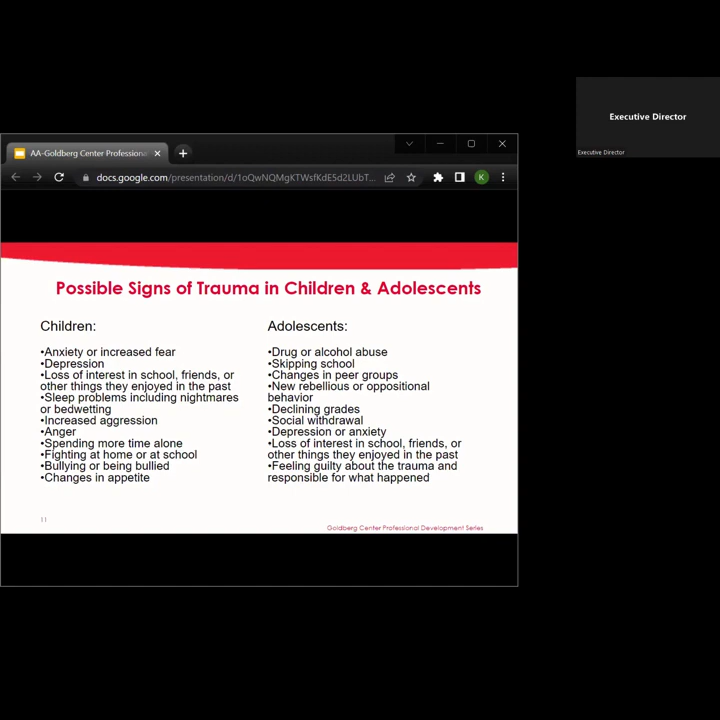 Executive Director
Executive Director
AA-Goldberg Center Professiona
docs.google.com/presentation/d/1oQwNQMgKTWsfKdE5d2LUbT...
K
Possible Signs of Trauma in Children & Adolescents
Children:
•Anxiety or increased fear
•Depression
•Loss of interest in school, friends, or
other things they enjoyed in the past
•Sleep problems including nightmares
or bedwetting
•Increased aggression
•Anger
•Spending more time alone
•Fighting at home or at school
•Bullying or being bullied
•Changes in appetite
Adolescents:
•Drug or alcohol abuse
•Skipping school
•Changes in peer groups
•New rebellious or oppositional
behavior
•Declining grades
•Social withdrawal
•Depression or anxiety
•Loss of interest in school, friends, or
other things they enjoyed in the past
•Feeling guilty about the trauma and
responsible for what happened
11
Goldberg Center Professional Development Series